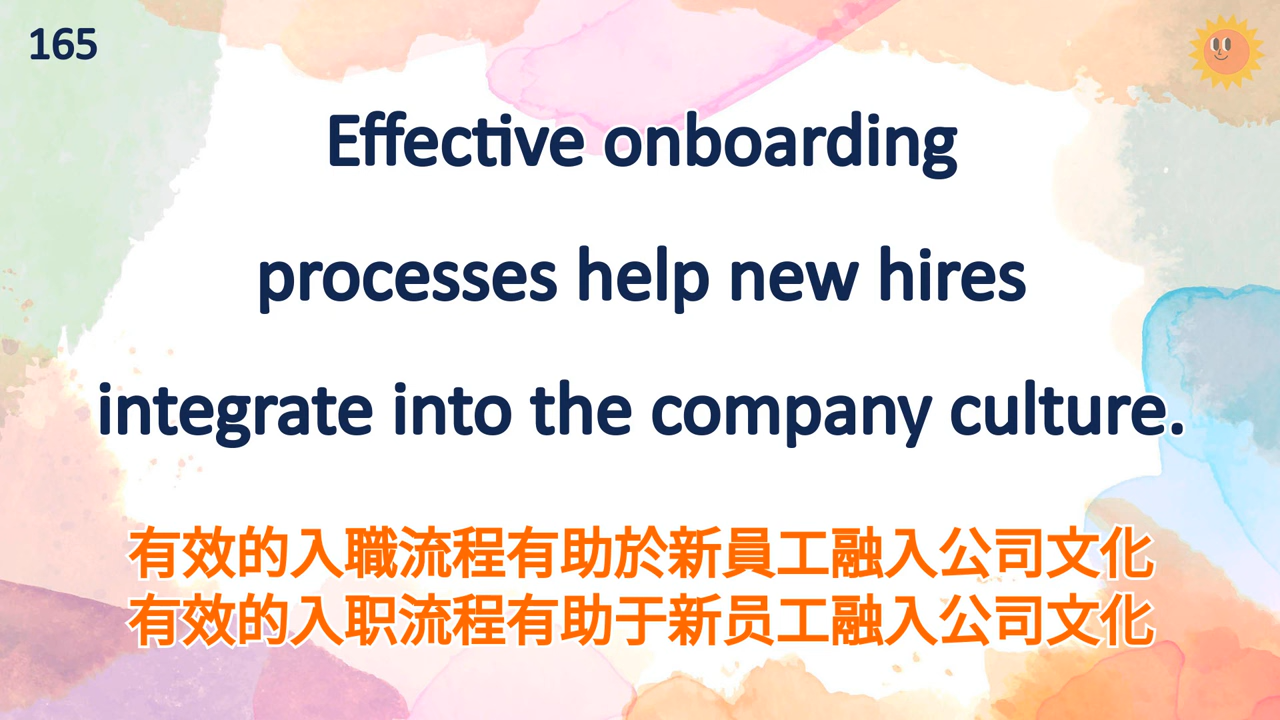 165
Effective onboarding
processes help new hires
integrate into the company culture.
有效的入職流程有助於新員工融入公司文化
有效的入职流程有助于新员工融入公司文化